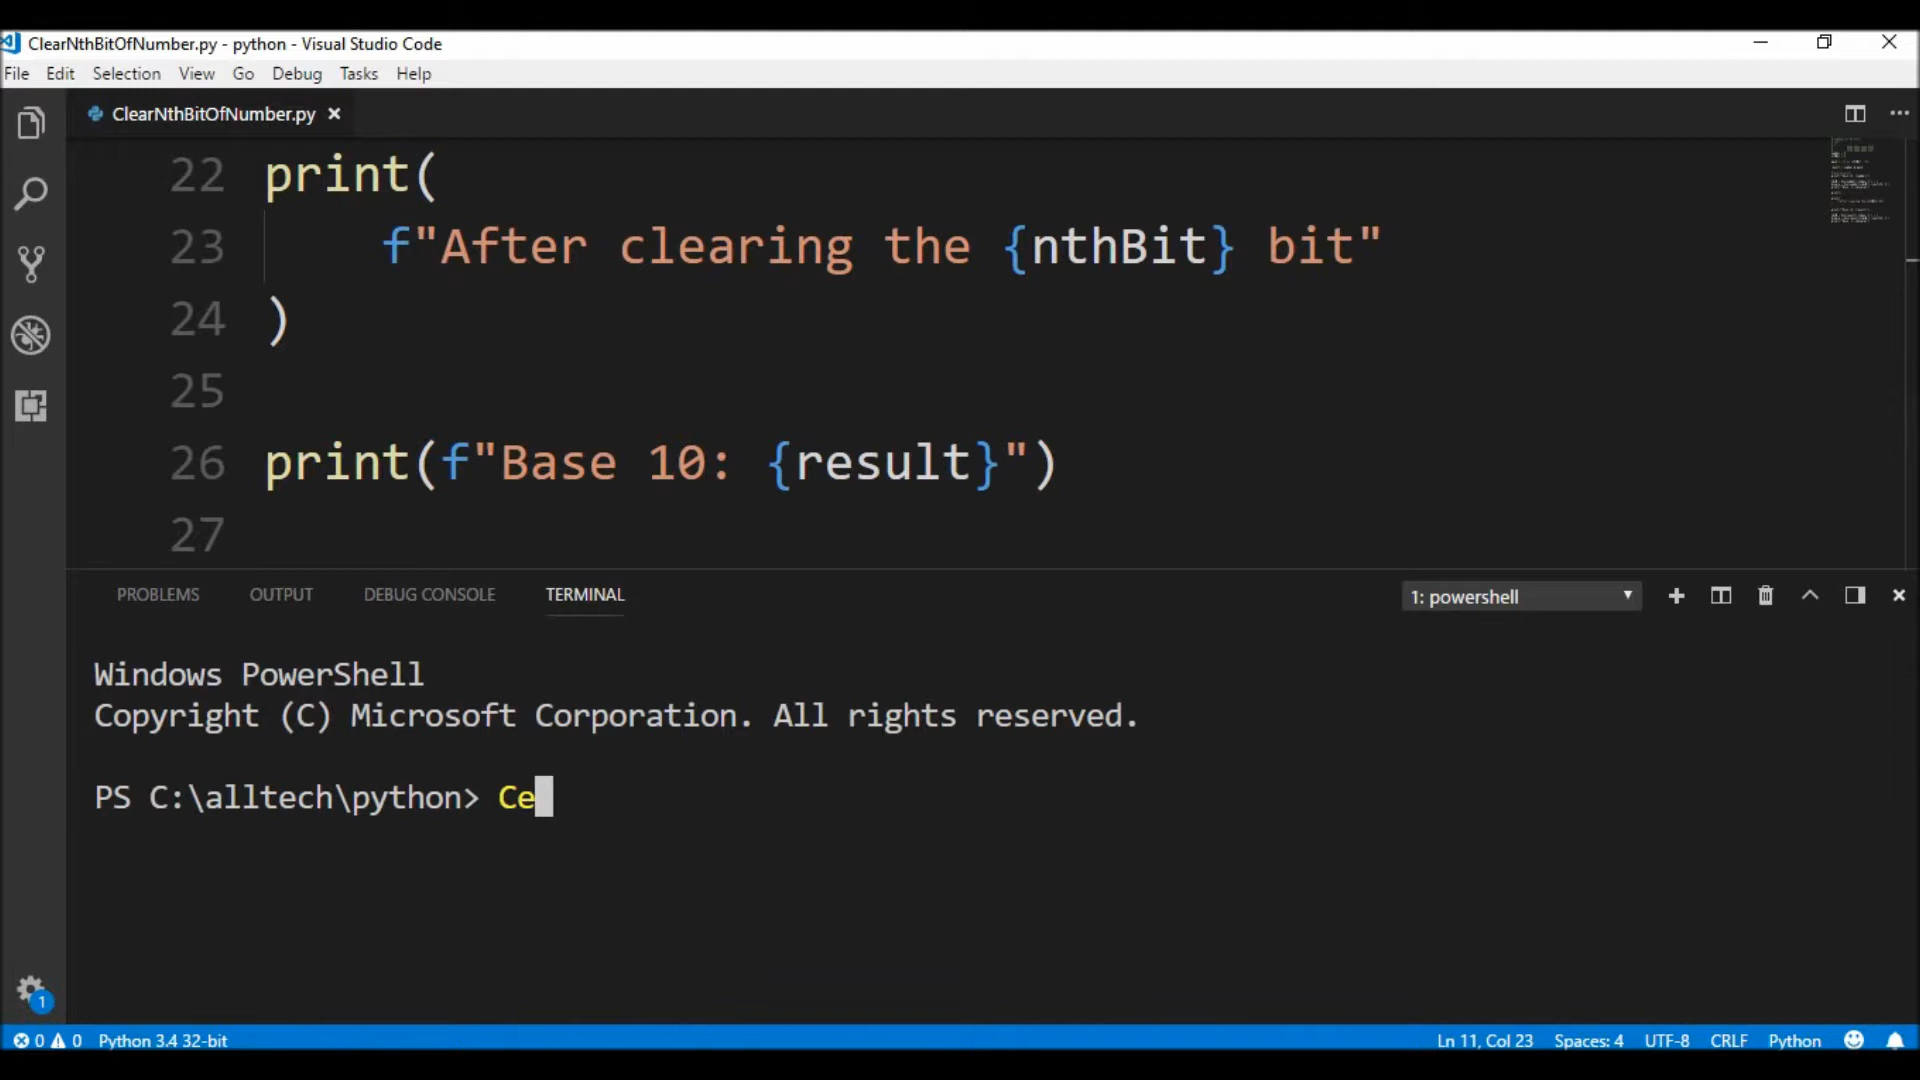 ClearNthBitOfNumber.py - python - Visual Studio Code
File Edit Selection View Go Debug Tasks Help
ClearNthBitOfNumber.py
22 print(
23 f"After clearing the {nthBit} bit"
24 )
25
26 print(f"Base 10: {result}")
27
PROBLEMS OUTPUT DEBUG CONSOLE TERMINAL 1: powershell
Windows PowerShell
Copyright (C) Microsoft Corporation. All rights reserved.
PS C:\alltech\python> Ce
1
0 0 Python 3.4 32-bit Ln 11, Col 23 Spaces: 4 UTF-8 CRLF Python